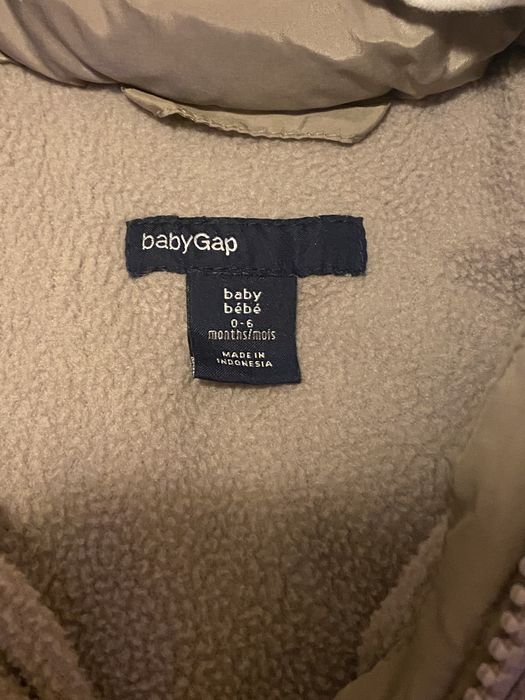 babyGap
baby
bébé
0-6
months/mois
MADE IN
INDONESIA